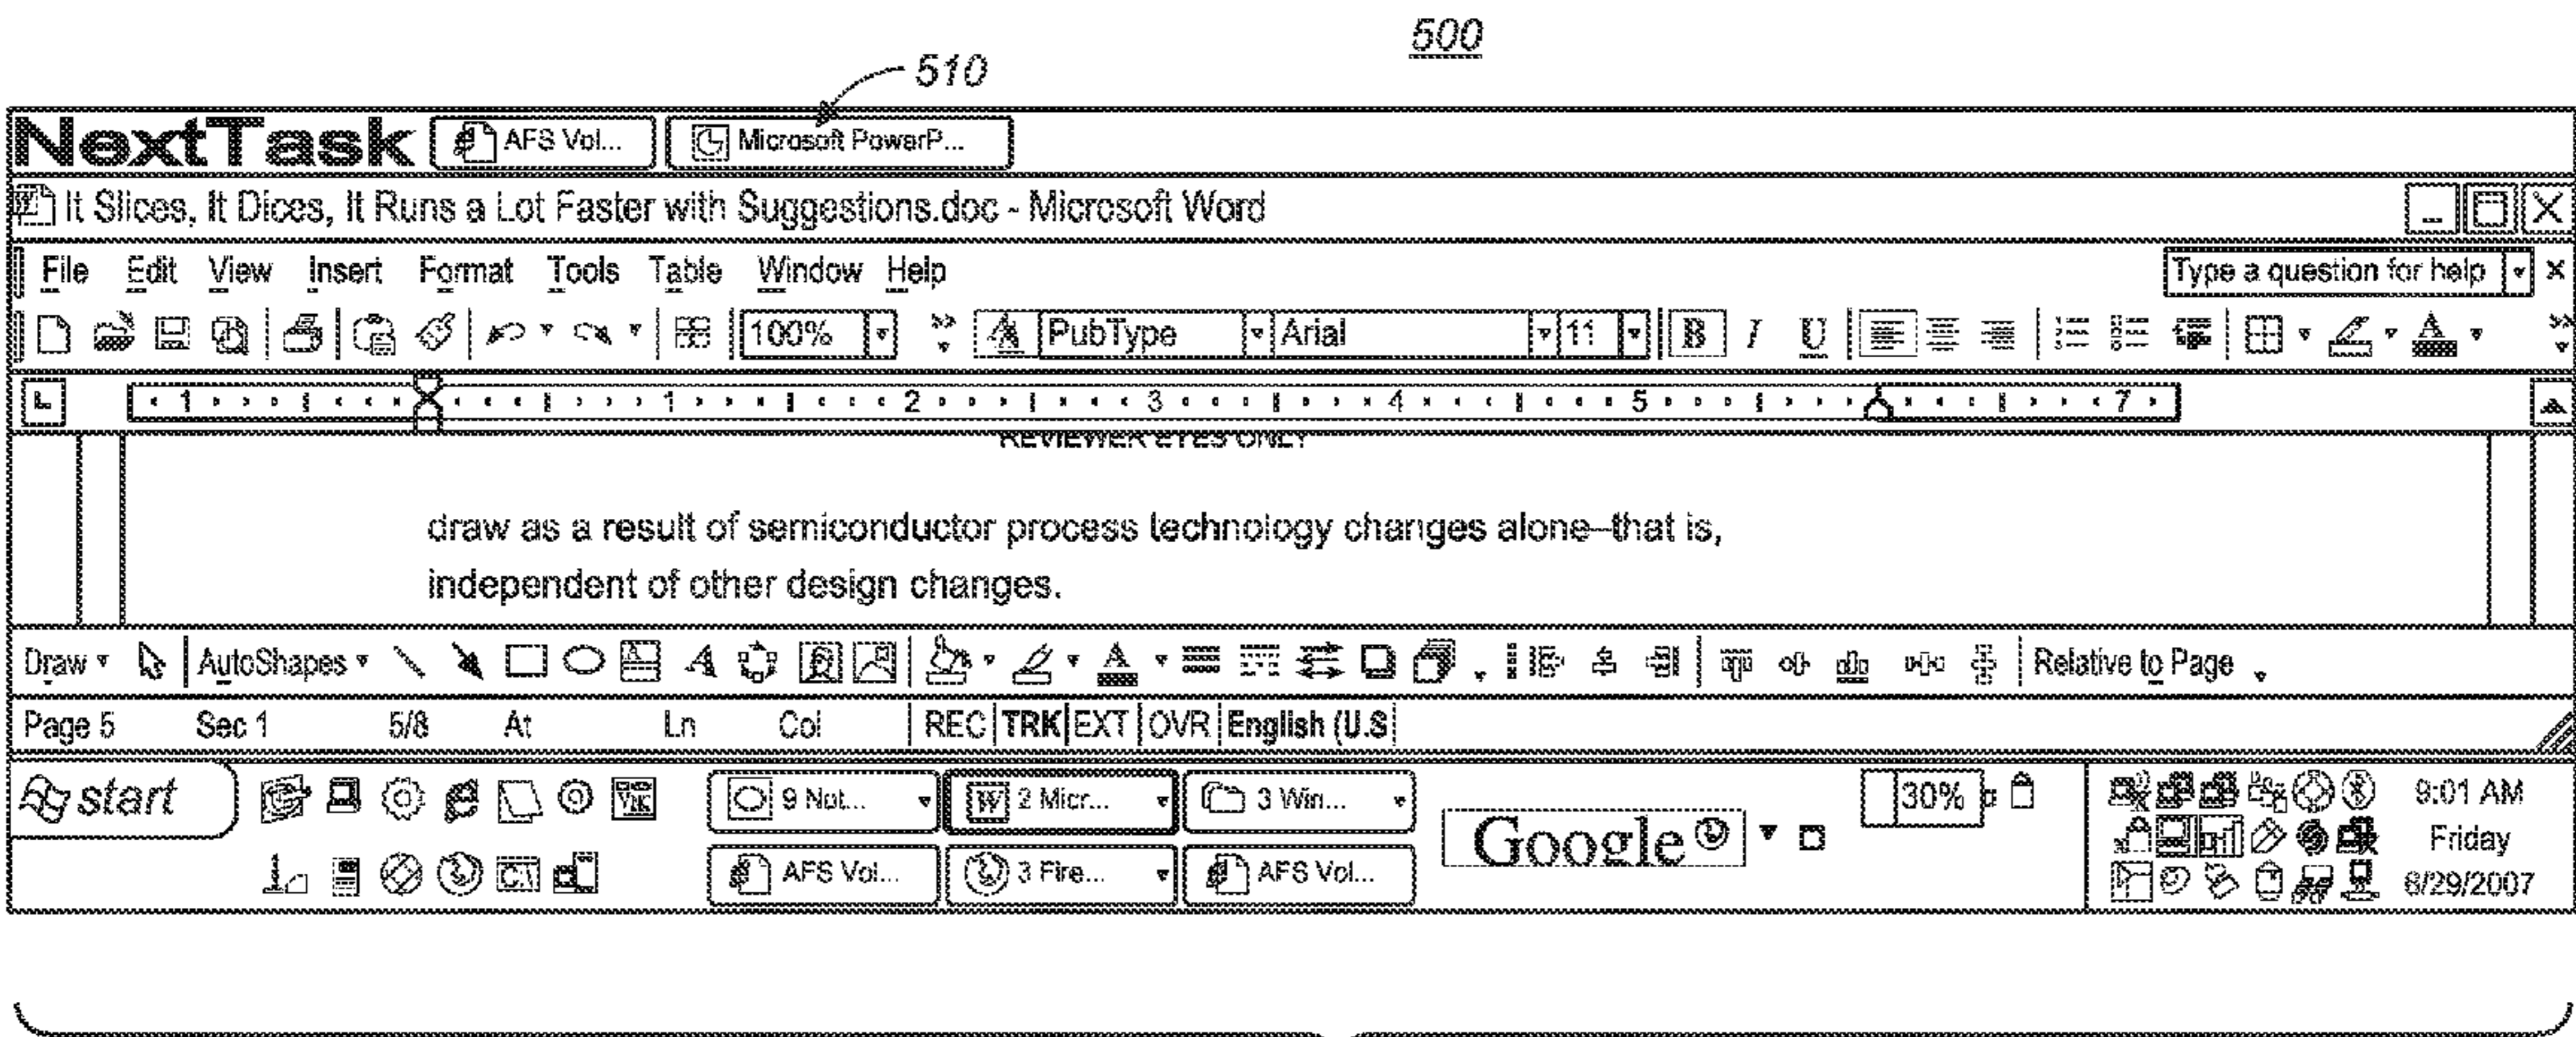 500
510
NextTask AFS Vol... Microsoft PowerP...
It Slices, It Dices, It Runs a Lot Faster with Suggestions.doc - Microsoft Word
File Edit View Insert Format Tools Table Window Help Type a question for help
100% PubType Arial 11 B I U A
L 1 1 2 3 4 5 7
REVIEWER EYES ONLY
draw as a result of semiconductor process technology changes alone–that is,
independent of other design changes.
Draw AutoShapes A A Relative to Page
Page 5 Sec 1 5/8 At Ln Col REC TRK EXT OVR English (U.S
start 9 Not... W 2 Micr... 3 Win... 30% 9:01 AM
Google Friday
AFS Vol... 3 Fire... AFS Vol... 8/29/2007